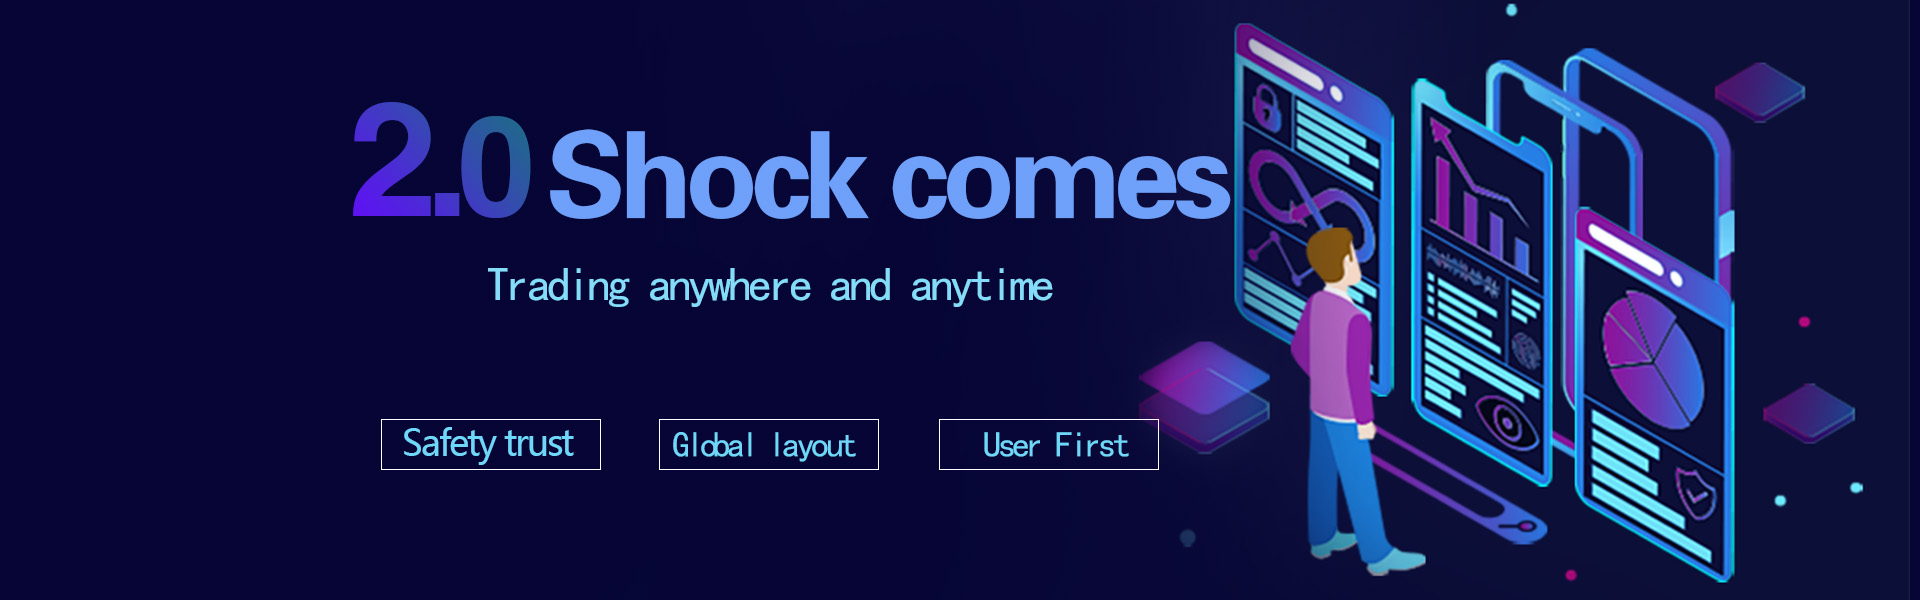 2.0 Shock comes
Trading anywhere and anytime
Safety trust
Global layout
User First